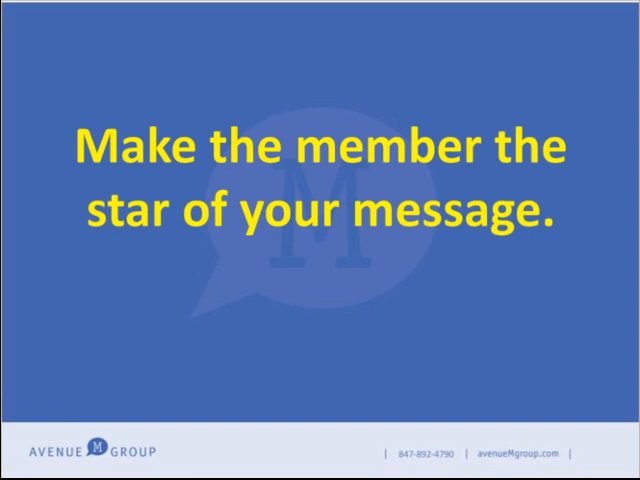 Make the member the
star of your message.
M
AVENUE M GROUP
| 847-892-4790 | avenueMgroup.com |